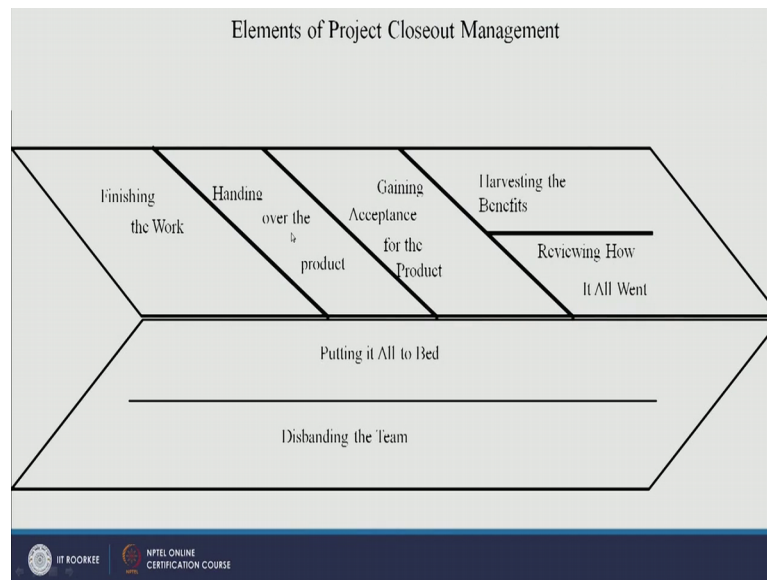 Elements of Project Closeout Management
Finishing
the Work
Handing
over the
product
Gaining
Acceptance
for the
Product
Harvesting the
Benefits
Reviewing How
It All Went
Putting it All to Bed
Disbanding the Team
IIT ROORKEE
NPTEL ONLINE
CERTIFICATION COURSE